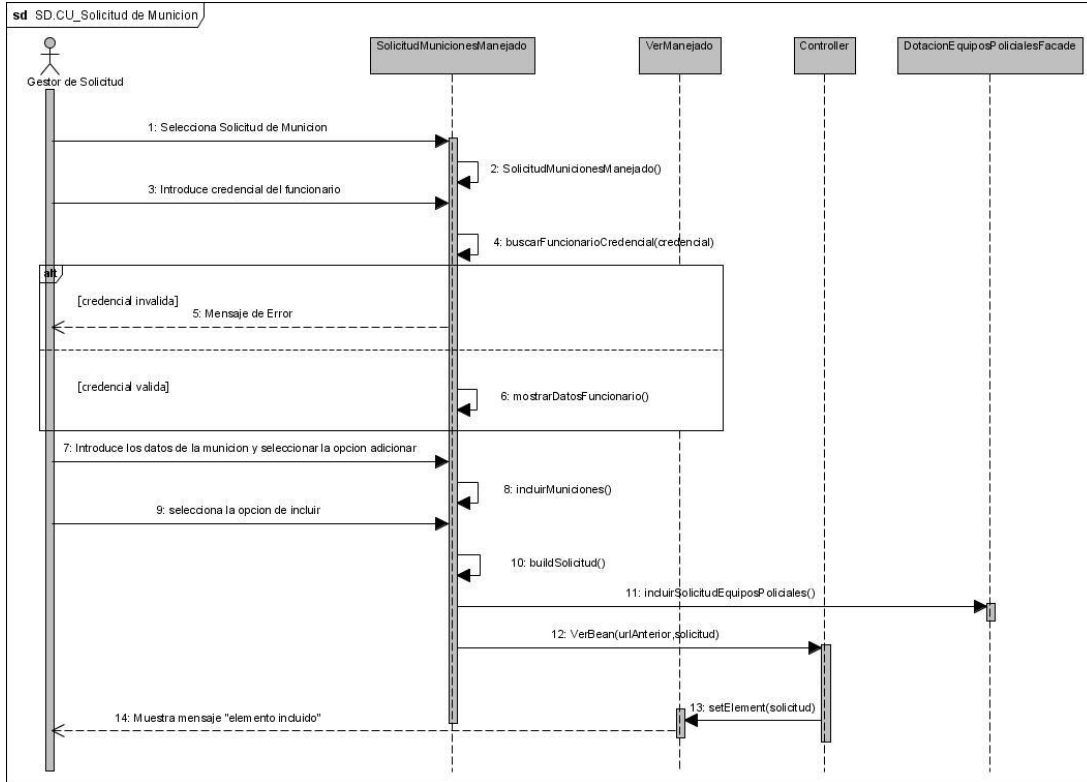 sd SD.CU_Solicitud de Municion
Gestor de Solicitud
SolicitudMunicionesManejado
VerManejado
Controller
DotacionEquiposPolicialesFacade
1: Selecciona Solicitud de Municion
2: SolicitudMunicionesManejado()
3: Introduce credencial del funcionario
4: buscarFuncionarioCredencial(credencial)
alt
[credencial invalida]
5: Mensaje de Error
[credencial valida]
6: mostrarDatosFuncionario()
7: Introduce los datos de la municion y seleccionar la opcion adicionar
8: incluirMuniciones()
9: selecciona la opcion de incluir
10: buildSolicitud()
11: incluirSolicitudEquiposPoliciales()
12: VerBean(urlAnterior,solicitud)
13: setElement(solicitud)
14: Muestra mensaje "elemento incluido"